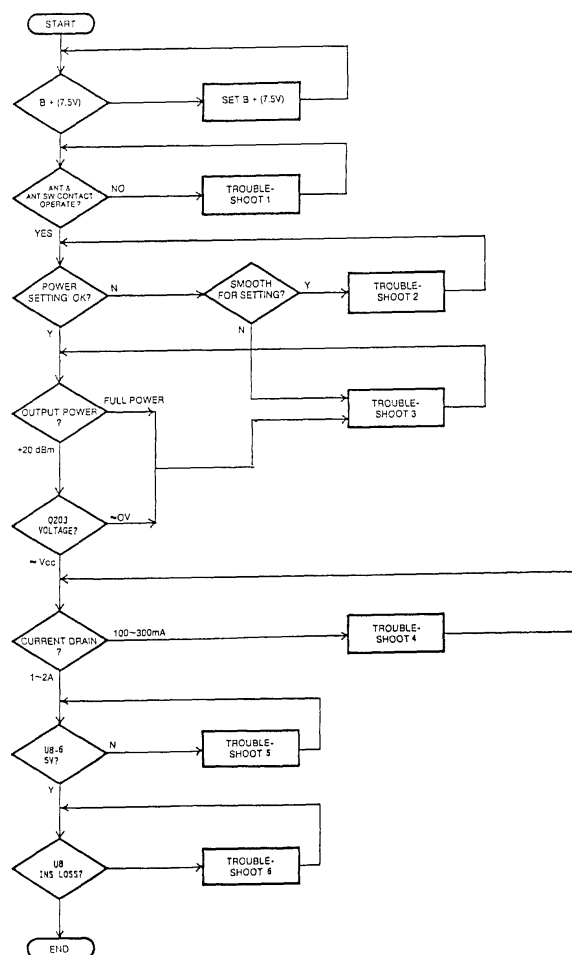 START
B + (7.5V)
SET B + (7.5V)
ANT &
ANT SW CONTACT
OPERATE?
NO
TROUBLE-
SHOOT 1
YES
POWER
SETTING OK?
N
SMOOTH
FOR SETTING?
Y
TROUBLE-
SHOOT 2
Y
N
OUTPUT POWER
?
FULL POWER
TROUBLE-
SHOOT 3
+20 dBm
Q203
VOLTAGE?
~0V
~ Vcc
CURRENT DRAIN
?
100~300mA
TROUBLE-
SHOOT 4
1~2A
U8-6
5V?
N
TROUBLE-
SHOOT 5
Y
U8
INS LOSS?
TROUBLE-
SHOOT 6
END